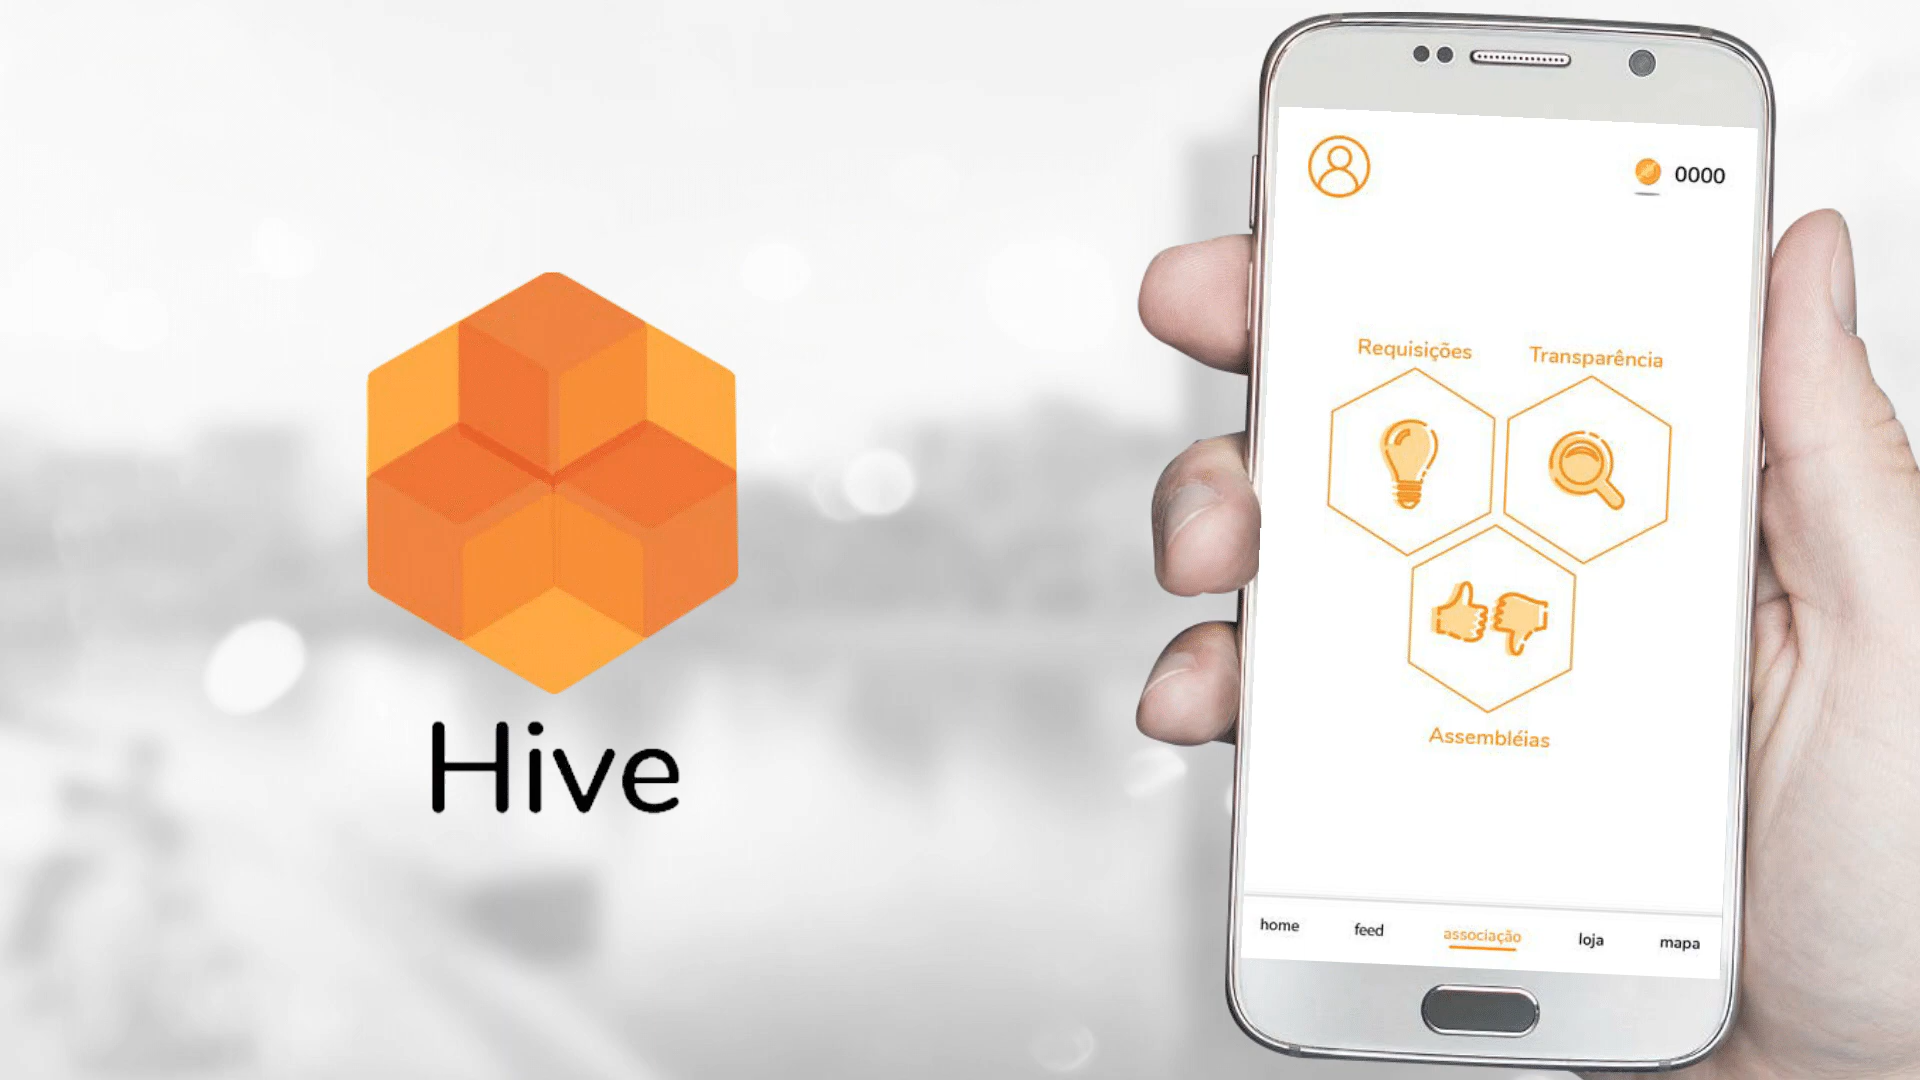 Hive
0000
Requisições
Transparência
Assembléias
home
feed
associação
loja
mapa